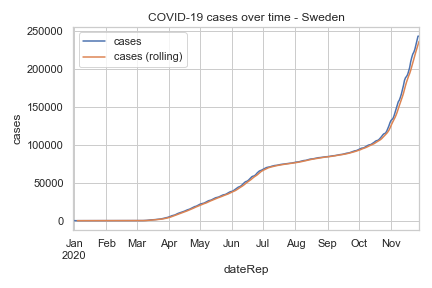 COVID-19 cases over time - Sweden
cases
cases (rolling)
250000
200000
150000
100000
50000
0
cases
Jan Feb Mar Apr May Jun Jul Aug Sep Oct Nov
2020
dateRep